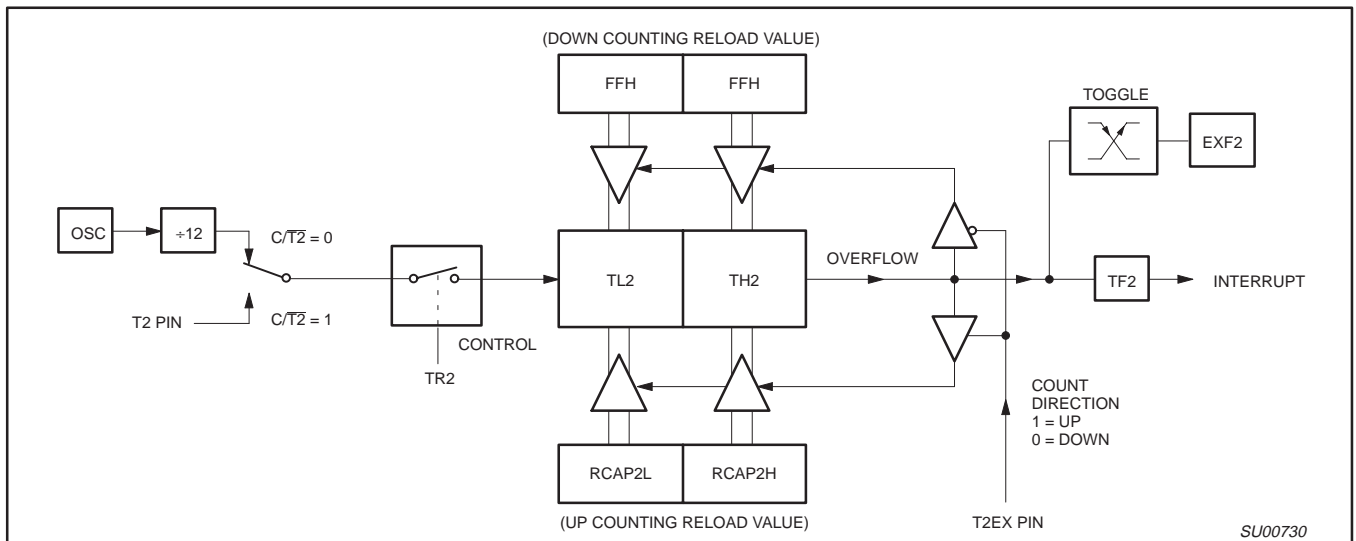 (DOWN COUNTING RELOAD VALUE)
FFH FFH
TOGGLE
EXF2
OSC
÷12
C/T2̅ = 0
T2 PIN
C/T2̅ = 1
CONTROL
TR2
TL2 TH2
OVERFLOW
TF2
INTERRUPT
COUNT
DIRECTION
1 = UP
0 = DOWN
RCAP2L RCAP2H
(UP COUNTING RELOAD VALUE)
T2EX PIN
SU00730